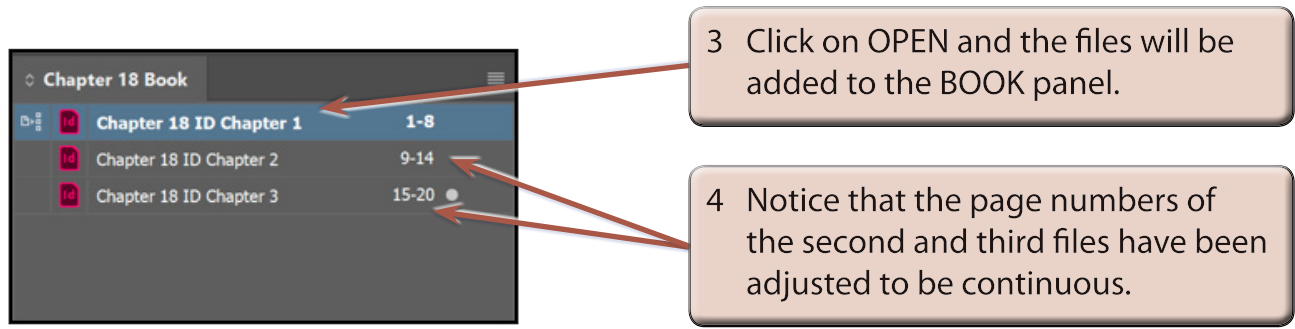 3 Click on OPEN and the files will be
added to the BOOK panel.
Chapter 18 Book
Id Chapter 18 ID Chapter 1 1-8
Id Chapter 18 ID Chapter 2 9-14
Id Chapter 18 ID Chapter 3 15-20
4 Notice that the page numbers of
the second and third files have been
adjusted to be continuous.